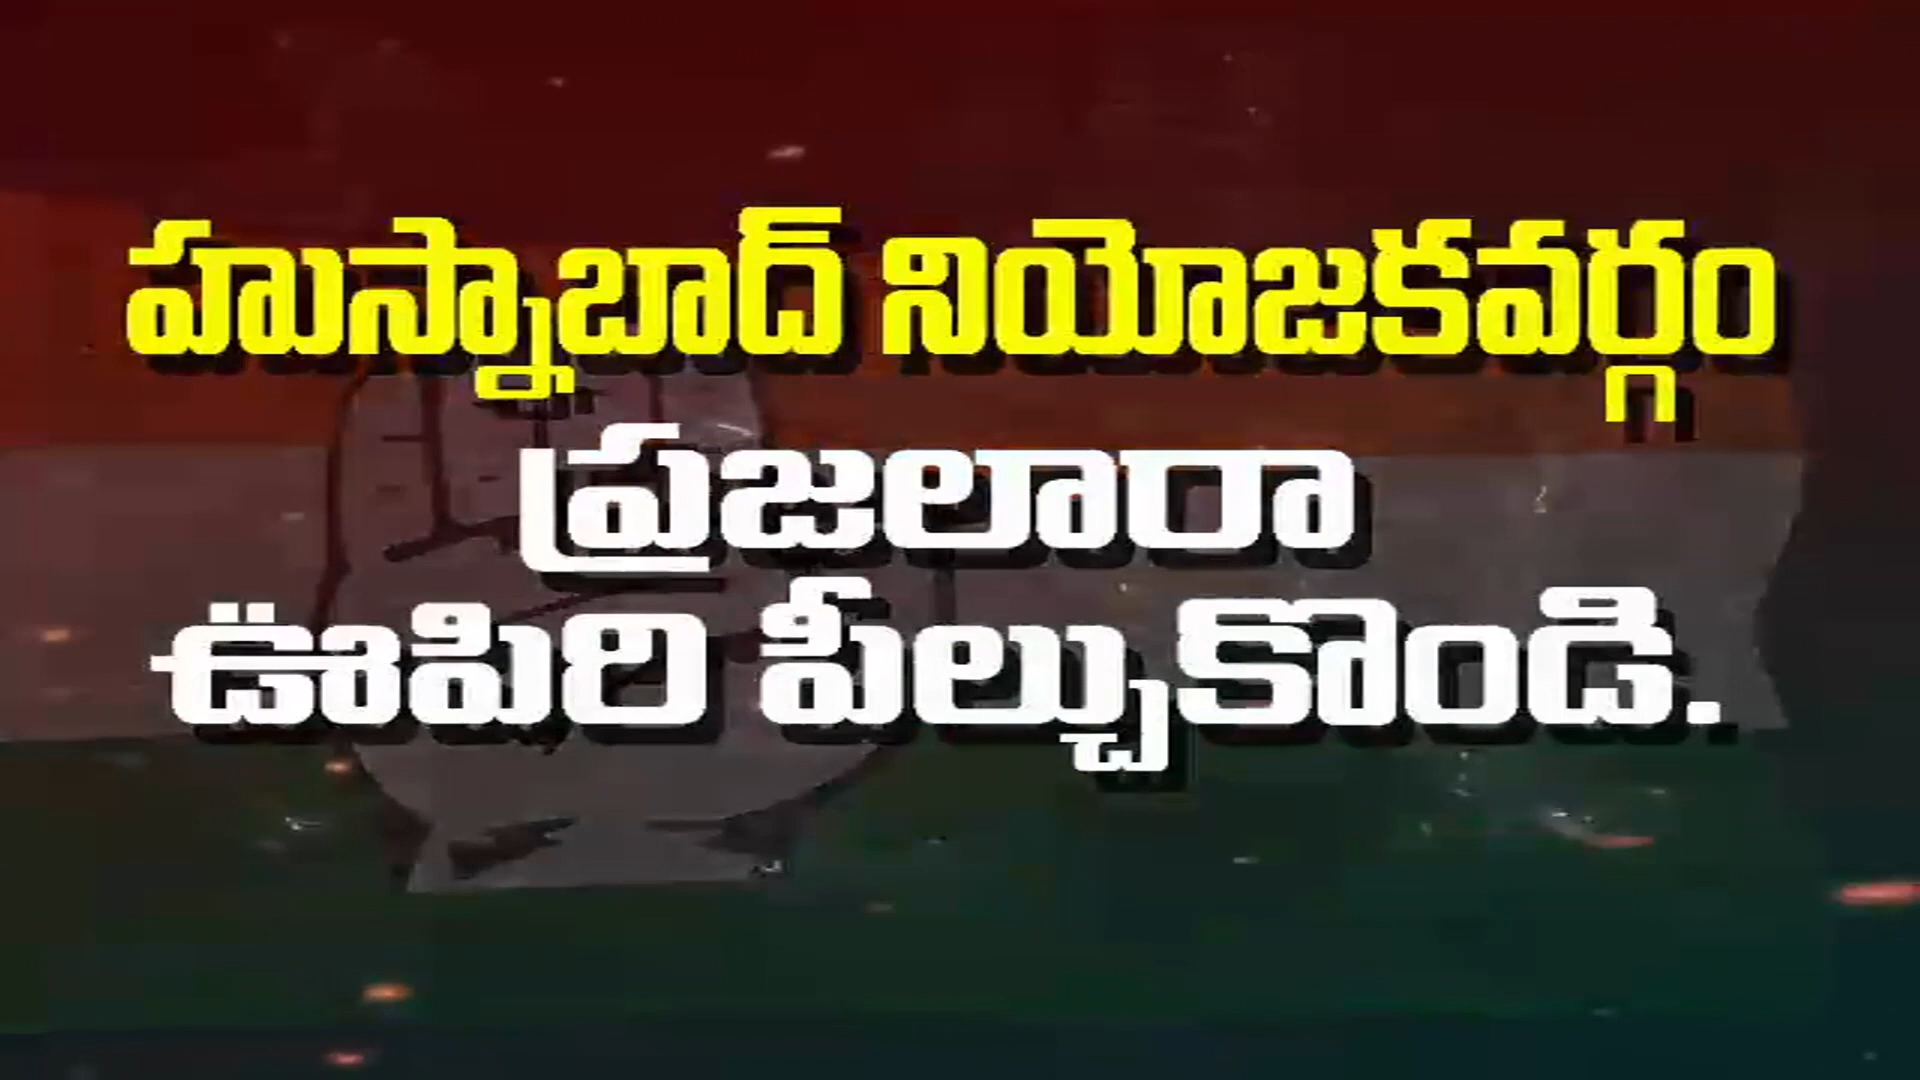 హుస్నాబాద్ నియోజకవర్గం
ప్రజలారా
ఊపిరి పీల్చుకొండి.